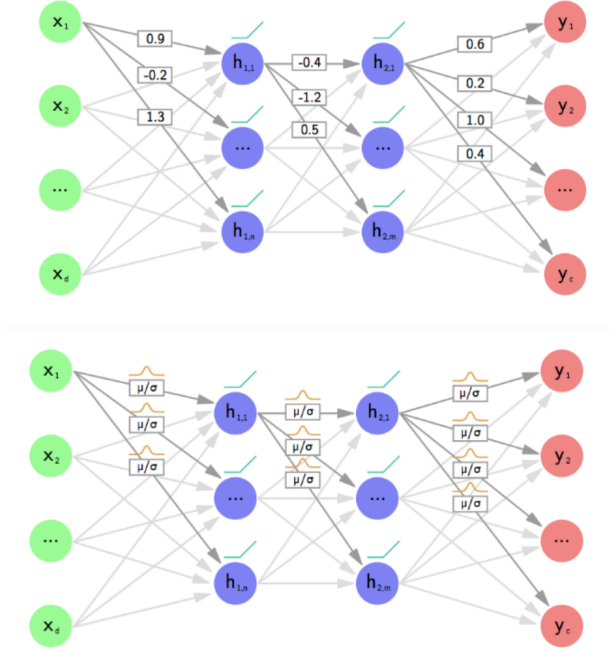 x₁
0.9
-0.2
1.3
h₁,₁
-0.4
-1.2
0.5
h₂,₁
0.6
0.2
1.0
0.4
y₁
x₂
...
...
y₂
...
...
x_d
h₁,ₙ
h₂,ₘ
y_c
x₁
μ/σ
μ/σ
μ/σ
h₁,₁
μ/σ
μ/σ
μ/σ
h₂,₁
μ/σ
μ/σ
μ/σ
μ/σ
y₁
x₂
...
...
y₂
...
...
x_d
h₁,ₙ
h₂,ₘ
y_c